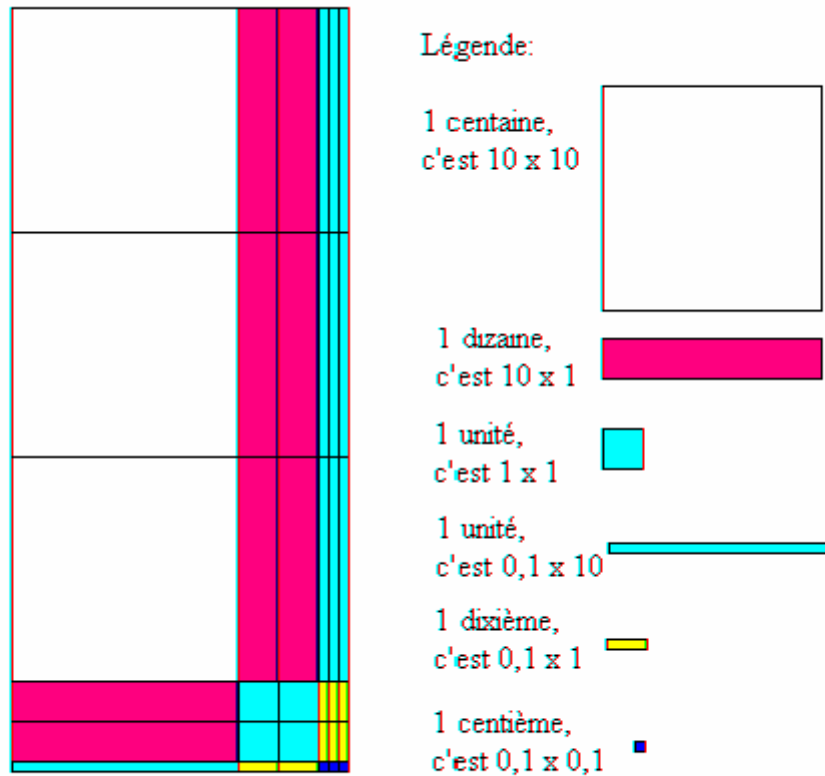 Légende:
1 centaine,
c'est 10 x 10
1 dizaine,
c'est 10 x 1
1 unité,
c'est 1 x 1
1 unité,
c'est 0,1 x 10
1 dixième,
c'est 0,1 x 1
1 centième,
c'est 0,1 x 0,1